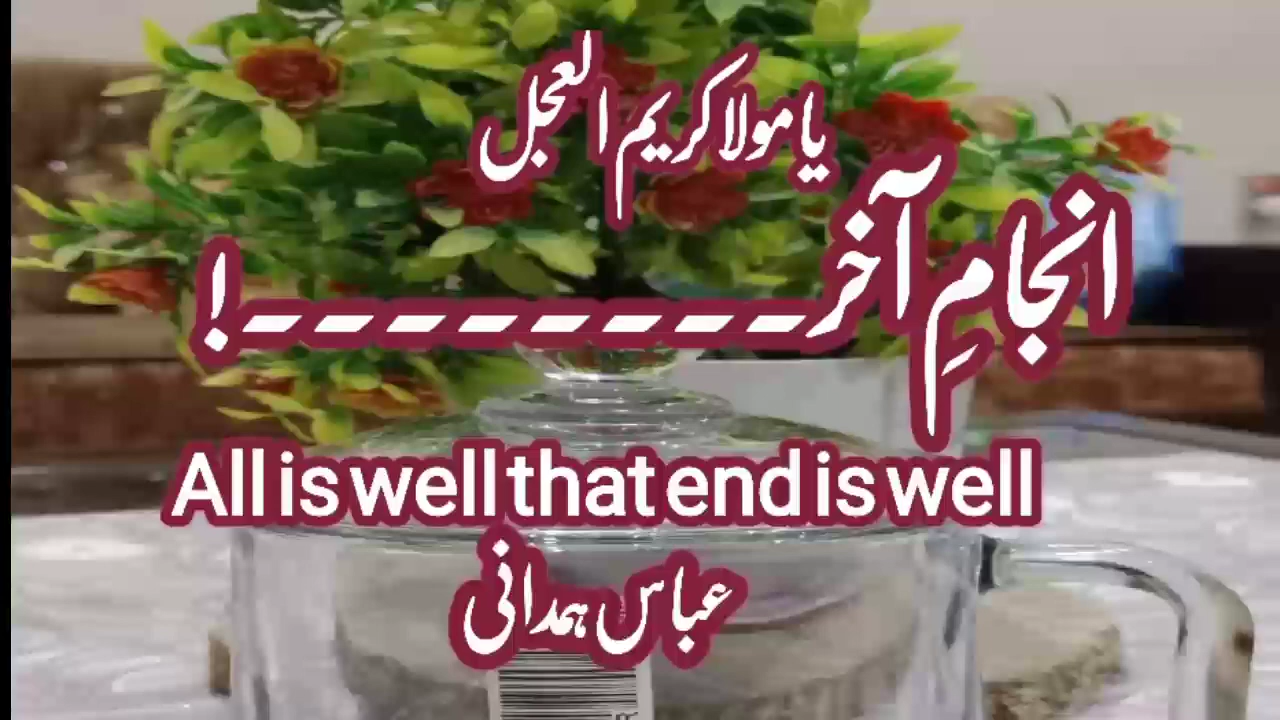 یا مولا کریم العجل
انجامِ آخر۔۔۔۔۔۔۔۔!
All is well that end is well
عباس ہمدانی